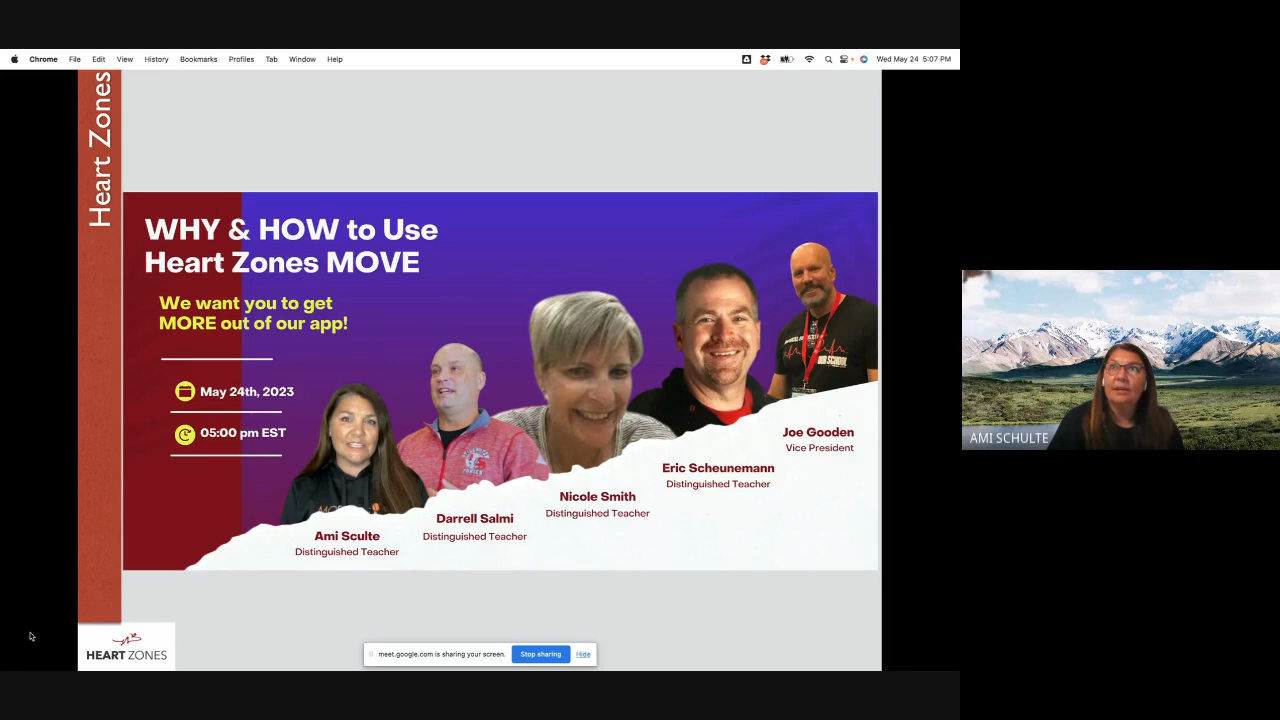 Chrome File Edit View History Bookmarks Profiles Tab Window Help
Wed May 24 5:07 PM
Heart Zones
WHY & HOW to Use
Heart Zones MOVE
We want you to get
MORE out of our app!
May 24th, 2023
05:00 pm EST
OUR SCHOOL
Joe Gooden
Vice President
Eric Scheunemann
Distinguished Teacher
Nicole Smith
Distinguished Teacher
Darrell Salmi
Distinguished Teacher
Ami Sculte
Distinguished Teacher
HEART ZONES
meet.google.com is sharing your screen.
Stop sharing
Hide
AMI SCHULTE